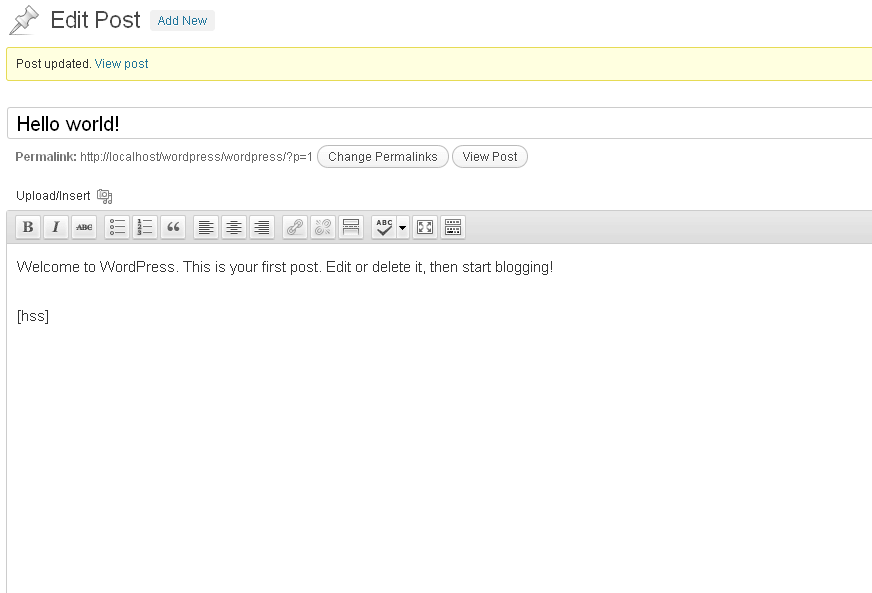 Edit Post Add New
Post updated. View post
Hello world!
Permalink: http://localhost/wordpress/wordpress/?p=1 Change Permalinks View Post
Upload/Insert
B I ABC ABC
Welcome to WordPress. This is your first post. Edit or delete it, then start blogging!
[hss]